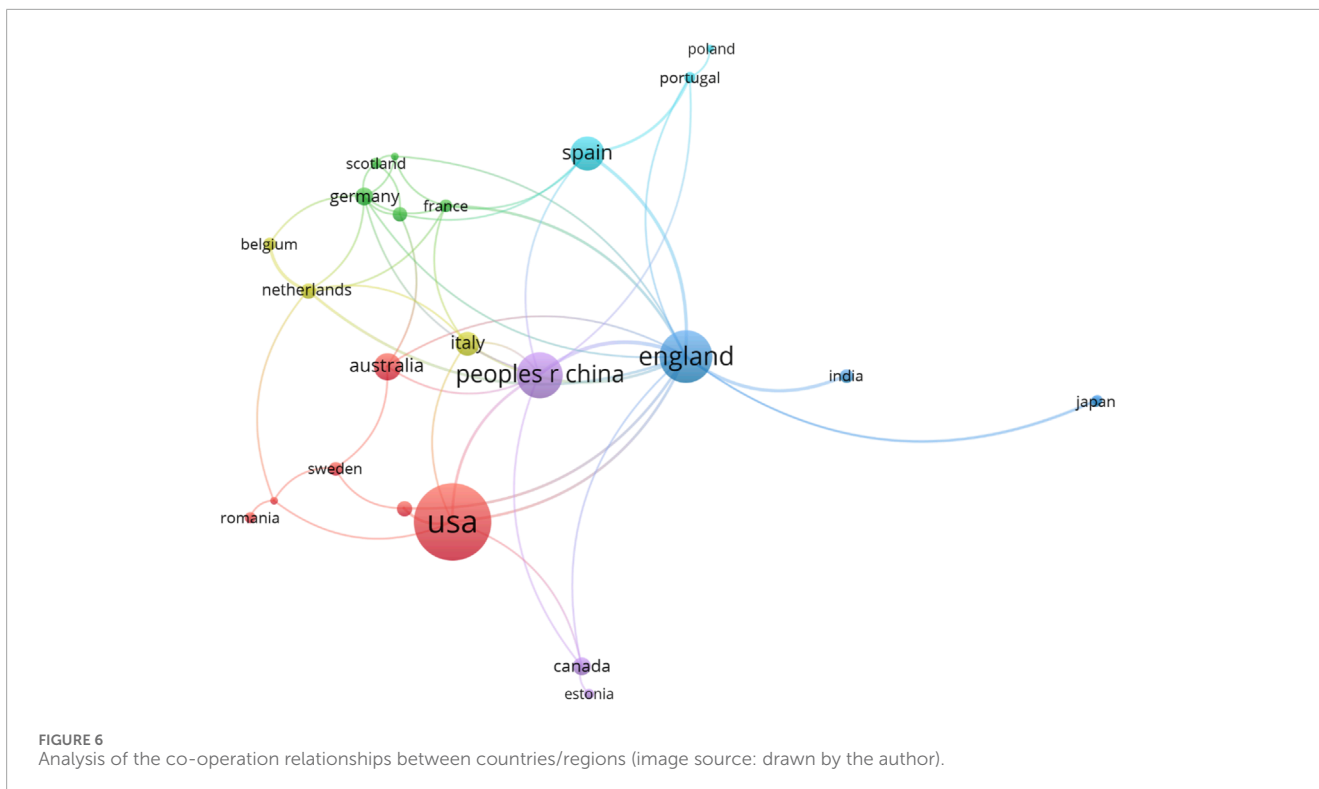 poland
portugal
spain
scotland
germany
france
belgium
netherlands
italy
england
australia
peoples r china
india
japan
sweden
romania
usa
canada
estonia
FIGURE 6
Analysis of the co-operation relationships between countries/regions (image source: drawn by the author).